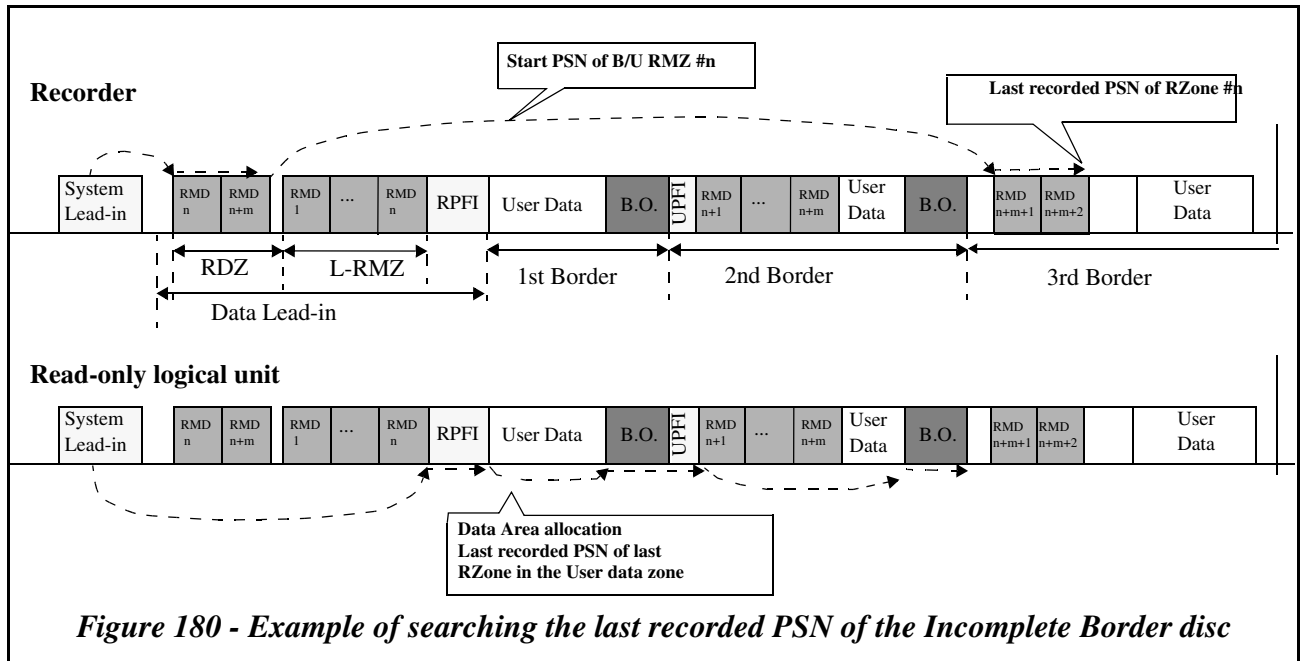 Start PSN of B/U RMZ #n
Last recorded PSN of RZone #n
Recorder
System
Lead-in
RMD
n
RMD
n+m
RMD
1
...
RMD
n
RPFI
User Data
B.O.
UPFI
RMD
n+1
...
RMD
n+m
User
Data
B.O.
RMD
n+m+1
RMD
n+m+2
User
Data
RDZ
L-RMZ
1st Border
2nd Border
3rd Border
Data Lead-in
Read-only logical unit
System
Lead-in
RMD
n
RMD
n+m
RMD
1
...
RMD
n
RPFI
User Data
B.O.
UPFI
RMD
n+1
...
RMD
n+m
User
Data
B.O.
RMD
n+m+1
RMD
n+m+2
User
Data
Data Area allocation
Last recorded PSN of last
RZone in the User data zone
Figure 180 - Example of searching the last recorded PSN of the Incomplete Border disc